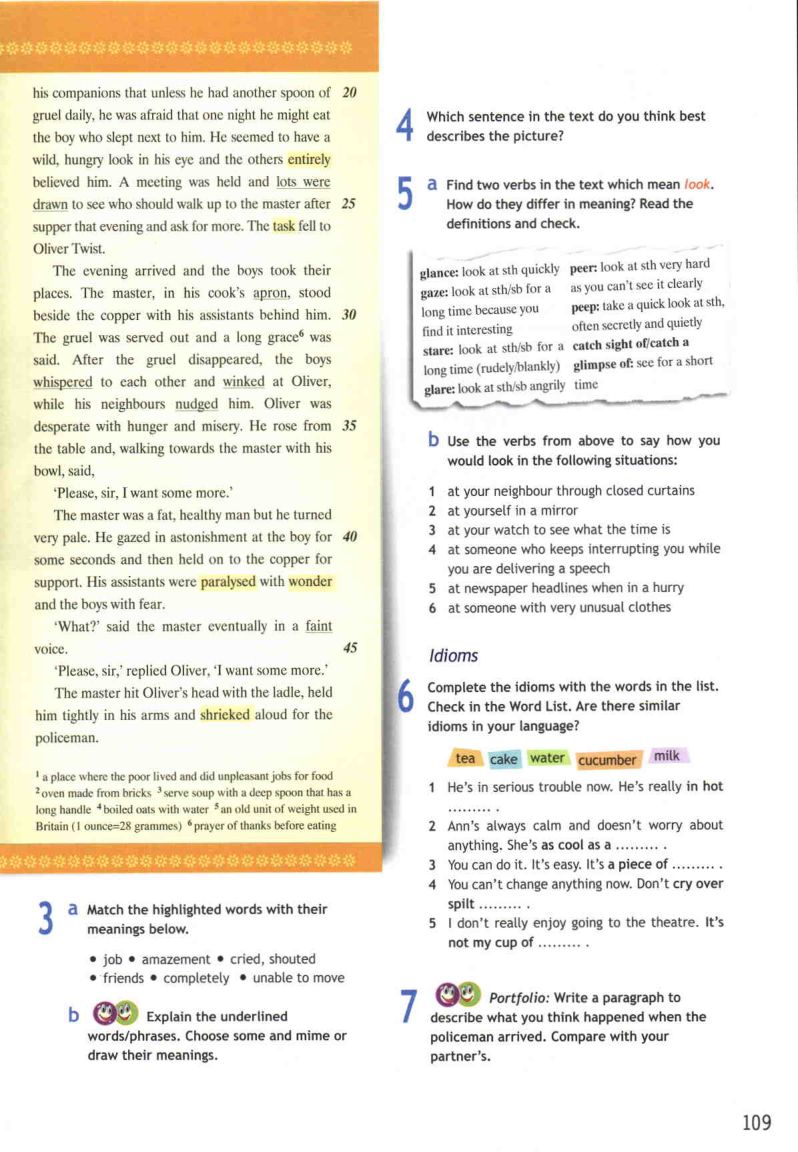 his companions that unless he had another spoon of 20
gruel daily, he was afraid that one night he might eat
the boy who slept next to him. He seemed to have a
wild, hungry look in his eye and the others entirely
believed him. A meeting was held and lots were
drawn to see who should walk up to the master after 25
supper that evening and ask for more. The task fell to
Oliver Twist.
The evening arrived and the boys took their
places. The master, in his cook's apron, stood
beside the copper with his assistants behind him. 30
The gruel was served out and a long grace⁶ was
said. After the gruel disappeared, the boys
whispered to each other and winked at Oliver,
while his neighbours nudged him. Oliver was
desperate with hunger and misery. He rose from 35
the table and, walking towards the master with his
bowl, said,
'Please, sir, I want some more.'
The master was a fat, healthy man but he turned
very pale. He gazed in astonishment at the boy for 40
some seconds and then held on to the copper for
support. His assistants were paralysed with wonder
and the boys with fear.
'What?' said the master eventually in a faint
voice. 45
'Please, sir,' replied Oliver, 'I want some more.'
The master hit Oliver's head with the ladle, held
him tightly in his arms and shrieked aloud for the
policeman.
¹ a place where the poor lived and did unpleasant jobs for food
² oven made from bricks ³ serve soup with a deep spoon that has a
long handle ⁴ boiled oats with water ⁵ an old unit of weight used in
Britain (1 ounce=28 grammes) ⁶ prayer of thanks before eating
3 a Match the highlighted words with their
meanings below.
• job • amazement • cried, shouted
• friends • completely • unable to move
b Explain the underlined
words/phrases. Choose some and mime or
draw their meanings.
4 Which sentence in the text do you think best
describes the picture?
5 a Find two verbs in the text which mean look.
How do they differ in meaning? Read the
definitions and check.
glance: look at sth quickly
gaze: look at sth/sb for a
long time because you
find it interesting
stare: look at sth/sb for a
long time (rudely/blankly)
glare: look at sth/sb angrily
peer: look at sth very hard
as you can't see it clearly
peep: take a quick look at sth,
often secretly and quietly
catch sight of/catch a
glimpse of: see for a short
time
b Use the verbs from above to say how you
would look in the following situations:
1 at your neighbour through closed curtains
2 at yourself in a mirror
3 at your watch to see what the time is
4 at someone who keeps interrupting you while
you are delivering a speech
5 at newspaper headlines when in a hurry
6 at someone with very unusual clothes
Idioms
6 Complete the idioms with the words in the list.
Check in the Word List. Are there similar
idioms in your language?
tea cake water cucumber milk
1 He's in serious trouble now. He's really in hot
......... .
2 Ann's always calm and doesn't worry about
anything. She's as cool as a ......... .
3 You can do it. It's easy. It's a piece of ......... .
4 You can't change anything now. Don't cry over
spilt ......... .
5 I don't really enjoy going to the theatre. It's
not my cup of ......... .
7 Portfolio: Write a paragraph to
describe what you think happened when the
policeman arrived. Compare with your
partner's.
109